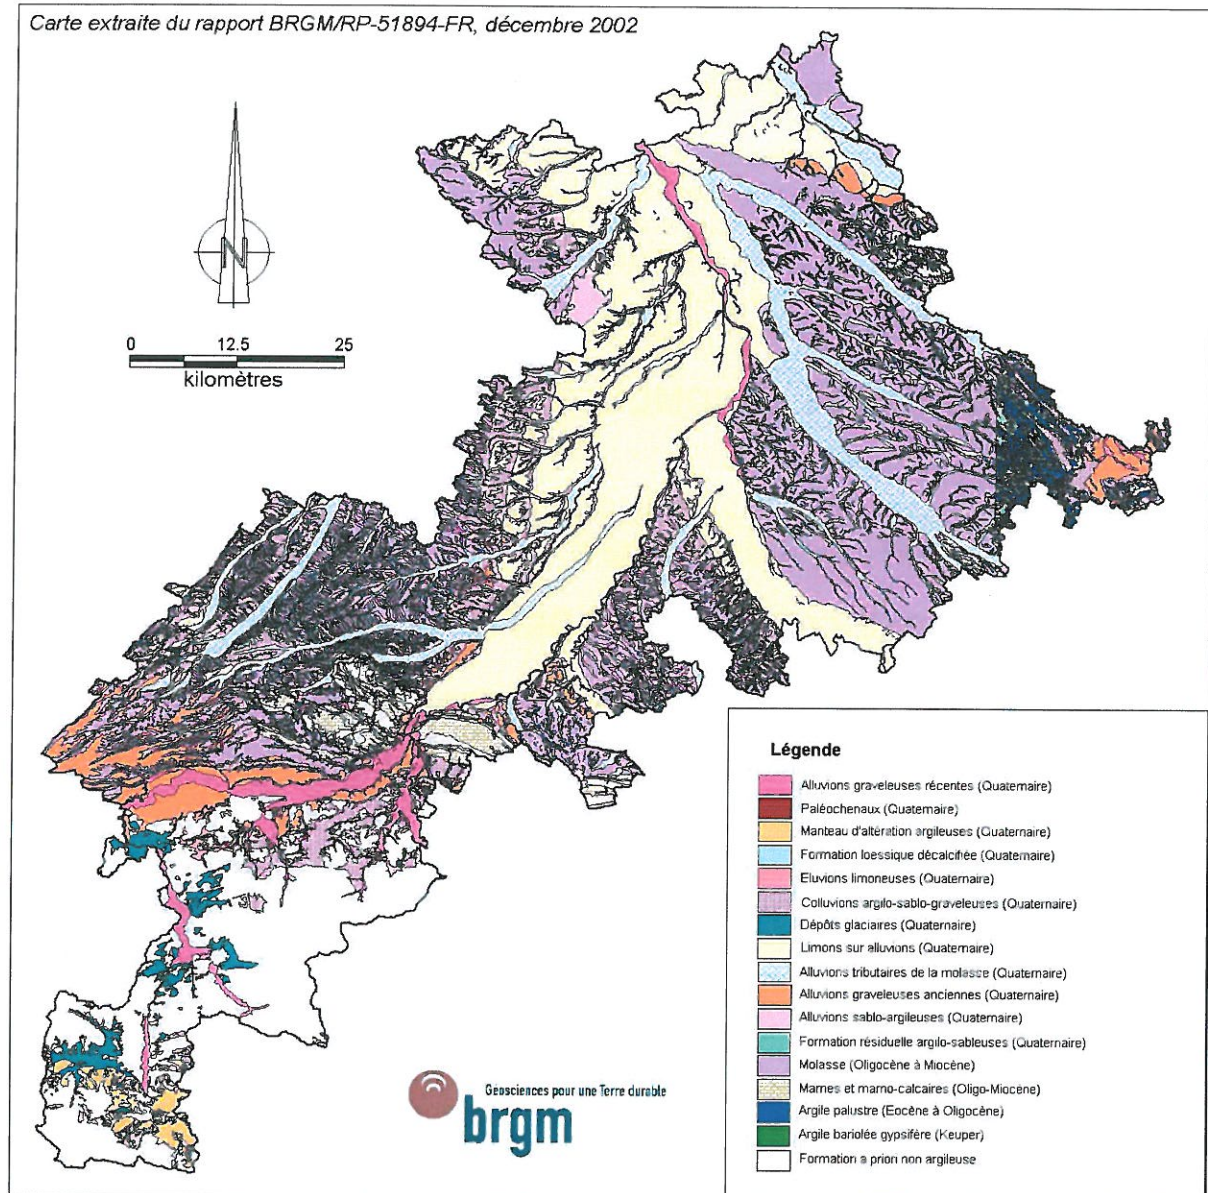 Carte extraite du rapport BRGM/RP-51894-FR, décembre 2002
N
0 12.5 25
kilomètres
Légende
Alluvions graveleuses récentes (Quaternaire)
Paléochenaux (Quaternaire)
Manteau d'altération argileuses (Quaternaire)
Formation loessique décalcifiée (Quaternaire)
Eluvions limoneuses (Quaternaire)
Colluvions argilo-sablo-graveleuses (Quaternaire)
Dépôts glaciaires (Quaternaire)
Limons sur alluvions (Quaternaire)
Alluvions tributaires de la molasse (Quaternaire)
Alluvions graveleuses anciennes (Quaternaire)
Alluvions sablo-argileuses (Quaternaire)
Formation résiduelle argilo-sableuses (Quaternaire)
Molasse (Oligocène à Miocène)
Marnes et marno-calcaires (Oligo-Miocène)
Argile palustre (Eocène à Oligocène)
Argile bariolée gypsifère (Keuper)
Formation a priori non argileuse
Géosciences pour une Terre durable
brgm